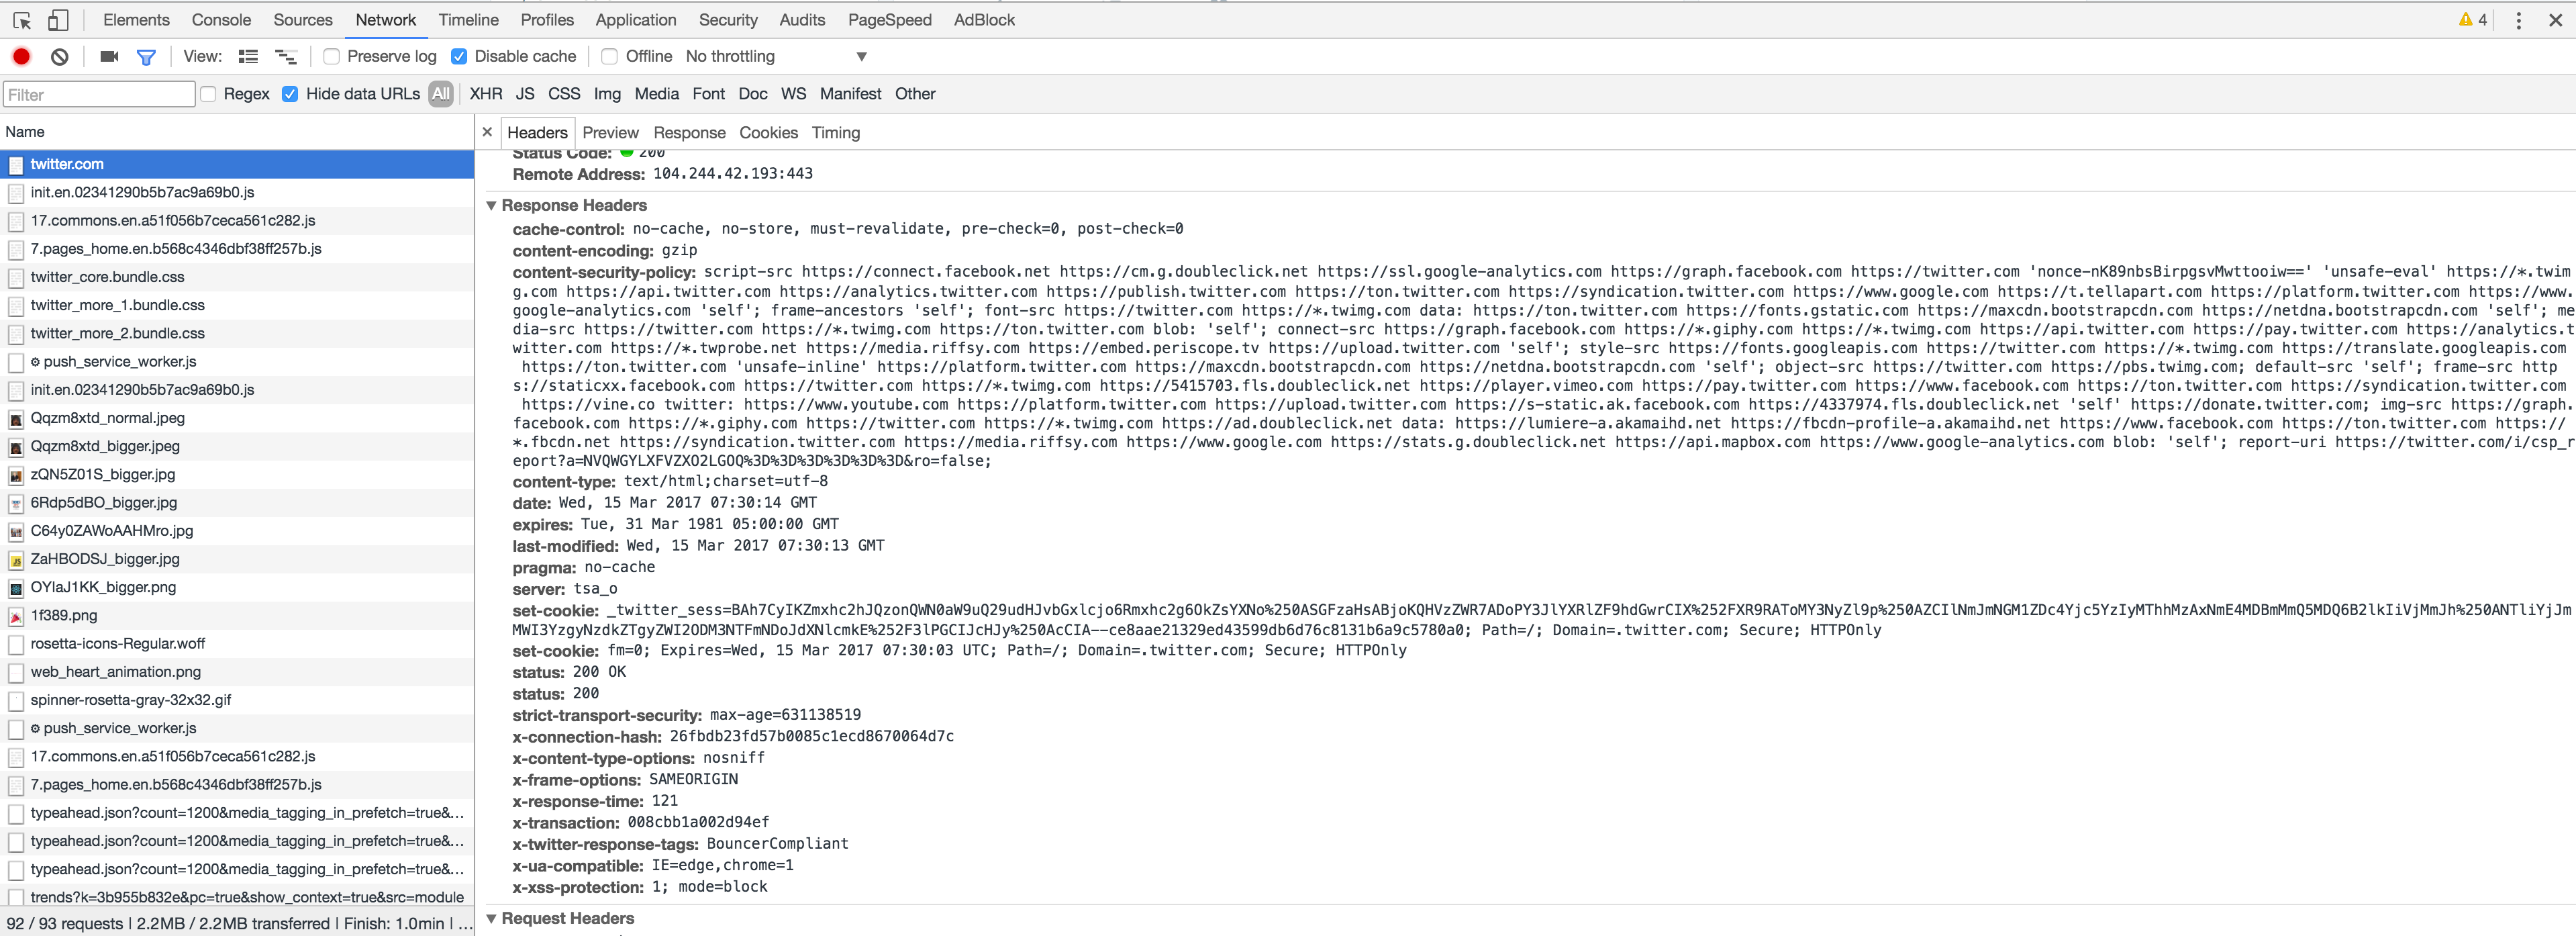 Elements Console Sources Network Timeline Profiles Application Security Audits PageSpeed AdBlock 4
View: Preserve log Disable cache Offline No throttling
Filter Regex Hide data URLs All XHR JS CSS Img Media Font Doc WS Manifest Other
Name
twitter.com
init.en.02341290b5b7ac9a69b0.js
17.commons.en.a51f056b7ceca561c282.js
7.pages_home.en.b568c4346dbf38ff257b.js
twitter_core.bundle.css
twitter_more_1.bundle.css
twitter_more_2.bundle.css
push_service_worker.js
init.en.02341290b5b7ac9a69b0.js
Qqzm8xtd_normal.jpeg
Qqzm8xtd_bigger.jpeg
zQN5Z01S_bigger.jpg
6Rdp5dBO_bigger.jpg
C64y0ZAWoAAHMro.jpg
ZaHBODSJ_bigger.jpg
OYlaJ1KK_bigger.png
1f389.png
rosetta-icons-Regular.woff
web_heart_animation.png
spinner-rosetta-gray-32x32.gif
push_service_worker.js
17.commons.en.a51f056b7ceca561c282.js
7.pages_home.en.b568c4346dbf38ff257b.js
typeahead.json?count=1200&media_tagging_in_prefetch=true&...
typeahead.json?count=1200&media_tagging_in_prefetch=true&...
typeahead.json?count=1200&media_tagging_in_prefetch=true&...
trends?k=3b955b832e&pc=true&show_context=true&src=module
92 / 93 requests | 2.2MB / 2.2MB transferred | Finish: 1.0min | ...
Headers Preview Response Cookies Timing
Status Code: 200
Remote Address: 104.244.42.193:443
Response Headers
cache-control: no-cache, no-store, must-revalidate, pre-check=0, post-check=0
content-encoding: gzip
content-security-policy: script-src https://connect.facebook.net https://cm.g.doubleclick.net https://ssl.google-analytics.com https://graph.facebook.com https://twitter.com 'nonce-nK89nbsBirpgsvMwttooiw==' 'unsafe-eval' https://*.twim
g.com https://api.twitter.com https://analytics.twitter.com https://publish.twitter.com https://ton.twitter.com https://syndication.twitter.com https://www.google.com https://t.tellapart.com https://platform.twitter.com https://www.
google-analytics.com 'self'; frame-ancestors 'self'; font-src https://twitter.com https://*.twimg.com data: https://ton.twitter.com https://fonts.gstatic.com https://maxcdn.bootstrapcdn.com https://netdna.bootstrapcdn.com 'self'; me
dia-src https://twitter.com https://*.twimg.com https://ton.twitter.com blob: 'self'; connect-src https://graph.facebook.com https://*.giphy.com https://*.twimg.com https://api.twitter.com https://pay.twitter.com https://analytics.t
witter.com https://*.twprobe.net https://media.riffsy.com https://embed.periscope.tv https://upload.twitter.com 'self'; style-src https://fonts.googleapis.com https://twitter.com https://*.twimg.com https://translate.googleapis.com
https://ton.twitter.com 'unsafe-inline' https://platform.twitter.com https://maxcdn.bootstrapcdn.com https://netdna.bootstrapcdn.com 'self'; object-src https://twitter.com https://pbs.twimg.com; default-src 'self'; frame-src http
s://staticxx.facebook.com https://twitter.com https://*.twimg.com https://5415703.fls.doubleclick.net https://player.vimeo.com https://pay.twitter.com https://www.facebook.com https://ton.twitter.com https://syndication.twitter.com
https://vine.co twitter: https://www.youtube.com https://platform.twitter.com https://upload.twitter.com https://s-static.ak.facebook.com https://4337974.fls.doubleclick.net 'self' https://donate.twitter.com; img-src https://graph.
facebook.com https://*.giphy.com https://twitter.com https://*.twimg.com https://ad.doubleclick.net data: https://lumiere-a.akamaihd.net https://fbcdn-profile-a.akamaihd.net https://www.facebook.com https://ton.twitter.com https://
*.fbcdn.net https://syndication.twitter.com https://media.riffsy.com https://www.google.com https://stats.g.doubleclick.net https://api.mapbox.com https://www.google-analytics.com blob: 'self'; report-uri https://twitter.com/i/csp_r
eport?a=NVQWGYLXFVZXO2LGOQ%3D%3D%3D%3D%3D%3D&ro=false;
content-type: text/html;charset=utf-8
date: Wed, 15 Mar 2017 07:30:14 GMT
expires: Tue, 31 Mar 1981 05:00:00 GMT
last-modified: Wed, 15 Mar 2017 07:30:13 GMT
pragma: no-cache
server: tsa_o
set-cookie: _twitter_sess=BAh7CyIKZmxhc2hJQzonQWN0aW9uQ29udHJvbGxlcjo6Rmxhc2g6OkZsYXNo%250ASGFzaHsABjoKQHVzZWR7ADoPY3JlYXRlZF9hdGwrCIX%252FXR9RAToMY3NyZl9p%250AZCIlNmJmNGM1ZDc4Yjc5YzIyMThhMzAxNmE4MDBmMmQ5MDQ6B2lkIiVjMmJh%250ANTliYjJm
MWI3YzgyNzdkZTgyZWI2ODM3NTFmNDoJdXNlcmkE%252F3lPGCIJcHJy%250AcCIA--ce8aae21329ed43599db6d76c8131b6a9c5780a0; Path=/; Domain=.twitter.com; Secure; HTTPOnly
set-cookie: fm=0; Expires=Wed, 15 Mar 2017 07:30:03 UTC; Path=/; Domain=.twitter.com; Secure; HTTPOnly
status: 200 OK
status: 200
strict-transport-security: max-age=631138519
x-connection-hash: 26fbdb23fd57b0085c1ecd8670064d7c
x-content-type-options: nosniff
x-frame-options: SAMEORIGIN
x-response-time: 121
x-transaction: 008cbb1a002d94ef
x-twitter-response-tags: BouncerCompliant
x-ua-compatible: IE=edge,chrome=1
x-xss-protection: 1; mode=block
Request Headers